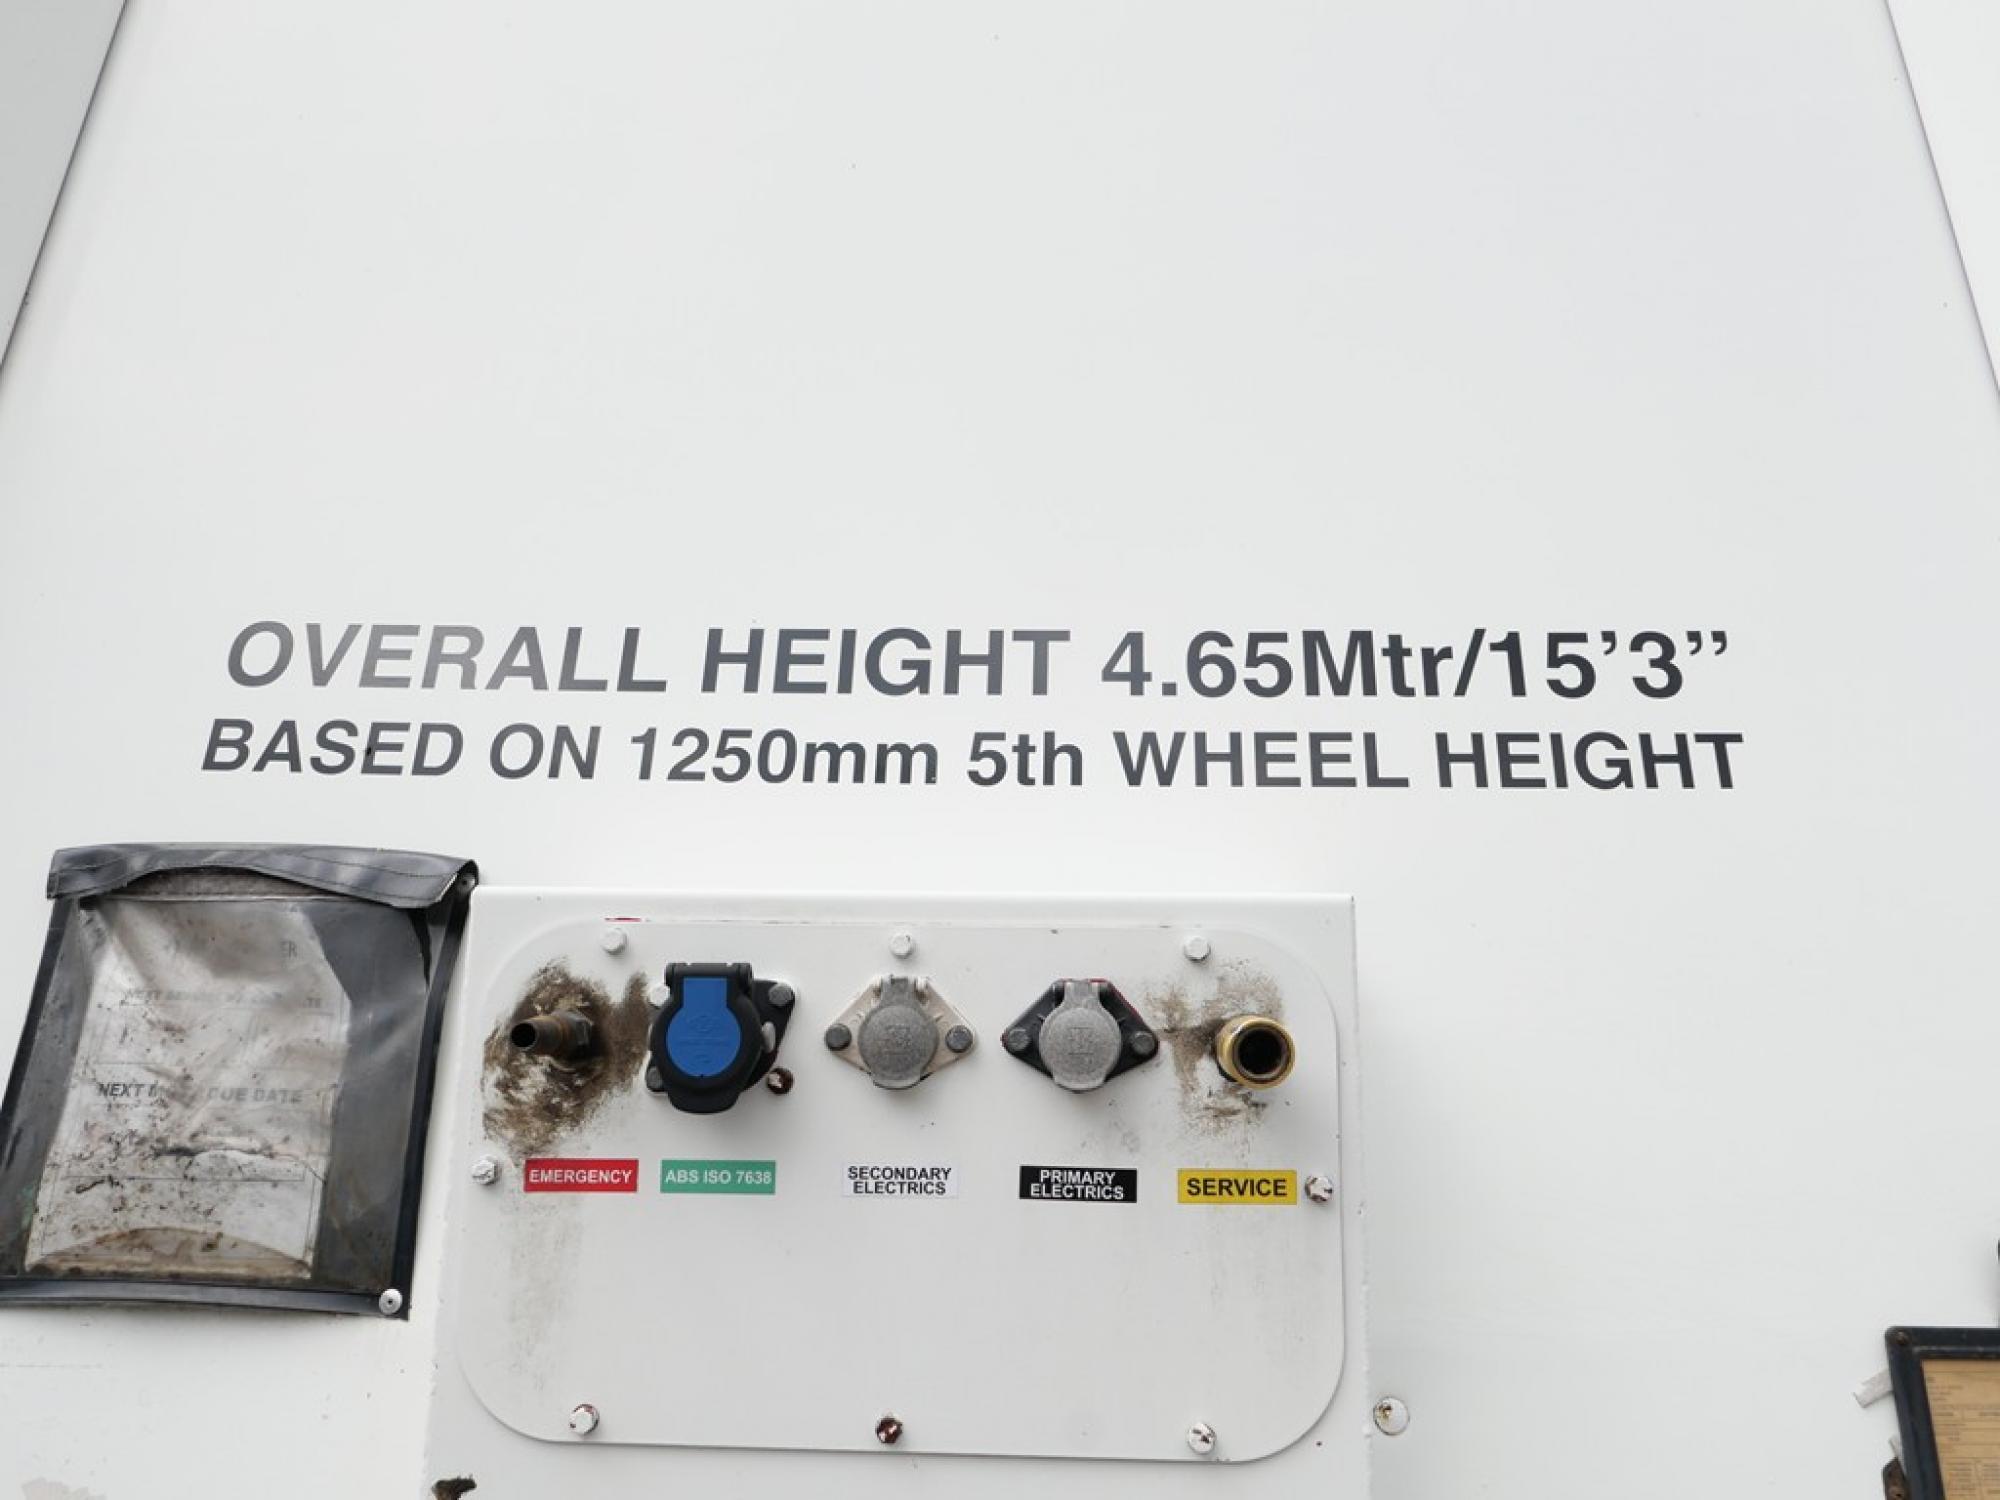 OVERALL HEIGHT 4.65Mtr/15'3"
BASED ON 1250mm 5th WHEEL HEIGHT
NEXT
DUE DATE
EMERGENCY
ABS ISO 7638
SECONDARY
ELECTRICS
PRIMARY
ELECTRICS
SERVICE